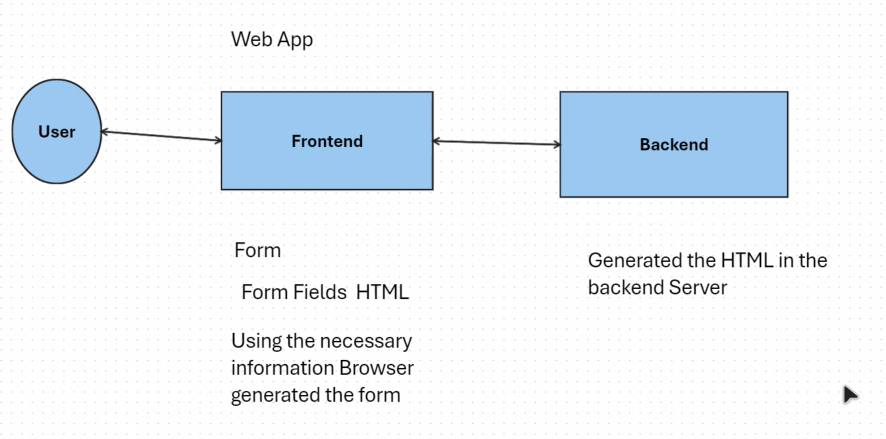 Web App
User
Frontend
Backend
Form
Form Fields  HTML
Using the necessary
information Browser
generated the form
Generated the HTML in the
backend Server